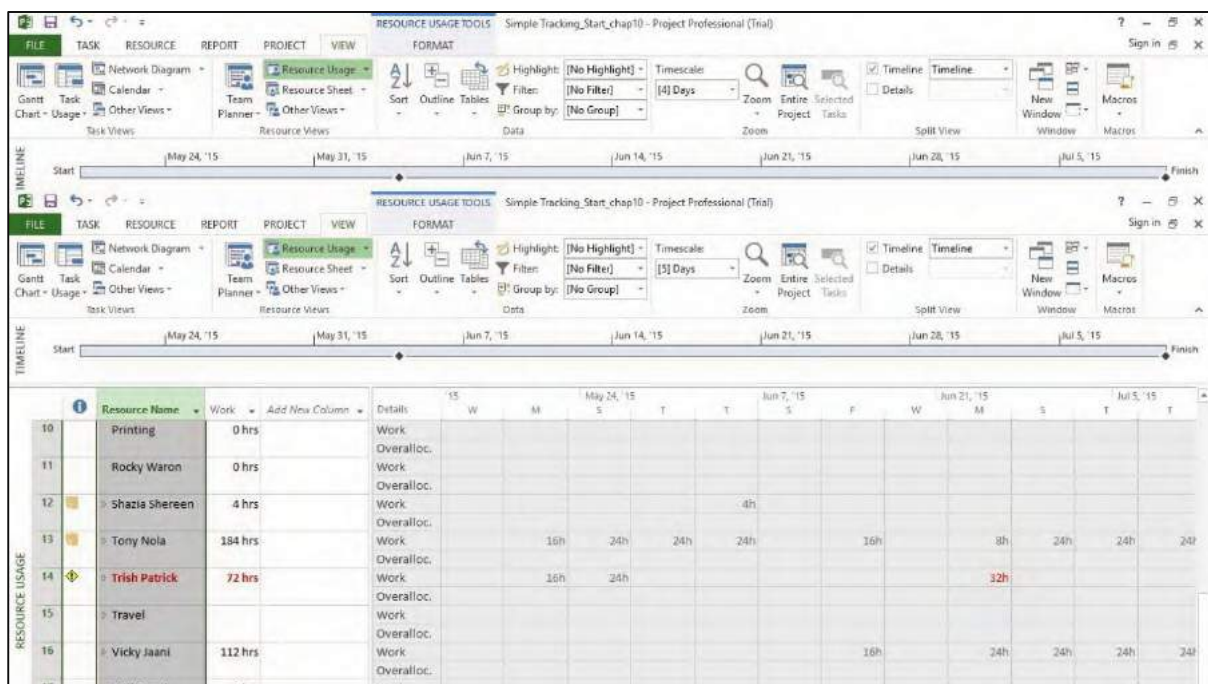 RESOURCE USAGE TOOLS Simple Tracking_Start_chap10 - Project Professional (Trial) ?
FILE TASK RESOURCE REPORT PROJECT VIEW FORMAT Sign in
Network Diagram Resource Usage Highlight: [No Highlight] Timescale: Timeline Timeline
Calendar Resource Sheet Filter: [No Filter] [4] Days Details
Gantt Chart Task Usage Other Views Team Planner Other Views Sort Outline Tables Group by: [No Group] Zoom Entire Project Selected Tasks New Window Macros
Task Views Resource Views Data Zoom Split View Window Macros
TIMELINE
May 24, '15 May 31, '15 Jun 7, '15 Jun 14, '15 Jun 21, '15 Jun 28, '15 Jul 5, '15
Start Finish
RESOURCE USAGE TOOLS Simple Tracking_Start_chap10 - Project Professional (Trial) ?
FILE TASK RESOURCE REPORT PROJECT VIEW FORMAT Sign in
Network Diagram Resource Usage Highlight: [No Highlight] Timescale: Timeline Timeline
Calendar Resource Sheet Filter: [No Filter] [5] Days Details
Gantt Chart Task Usage Other Views Team Planner Other Views Sort Outline Tables Group by: [No Group] Zoom Entire Project Selected Tasks New Window Macros
Task Views Resource Views Data Zoom Split View Window Macros
TIMELINE
May 24, '15 May 31, '15 Jun 7, '15 Jun 14, '15 Jun 21, '15 Jun 28, '15 Jul 5, '15
Start Finish
'15 May 24, '15 Jun 7, '15 Jun 21, '15 Jul 5, '15
Resource Name Work Add New Column Details W M S T T S F W M S T T
10 Printing 0 hrs Work
Overalloc.
11 Rocky Waron 0 hrs Work
Overalloc.
12 Shazia Shereen 4 hrs Work 4h
Overalloc.
13 Tony Nola 184 hrs Work 16h 24h 24h 24h 16h 8h 24h 24h 24h
Overalloc.
14 Trish Patrick 72 hrs Work 16h 24h 32h
Overalloc.
15 Travel Work
Overalloc.
16 Vicky Jaani 112 hrs Work 16h 24h 24h 24h 24h
Overalloc.
RESOURCE USAGE